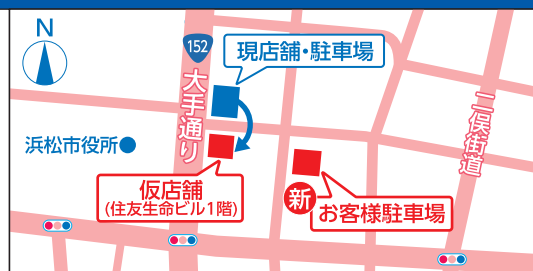 N
152
現店舗・駐車場
大手通り
二俣街道
浜松市役所
仮店舗
(住友生命ビル1階)
新
お客様駐車場